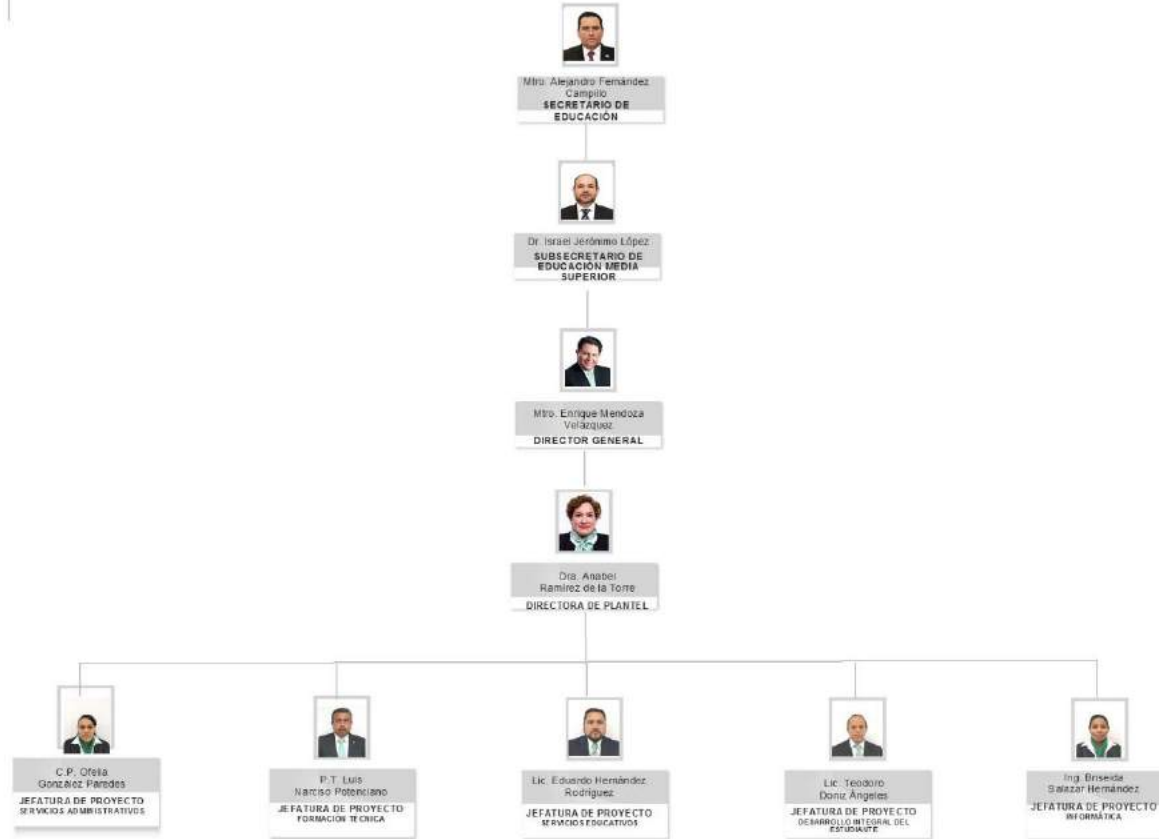 Mtro. Alejandro Fernández
Campillo
SECRETARIO DE
EDUCACIÓN
Dr. Israel Jerónimo López
SUBSECRETARIO DE
EDUCACIÓN MEDIA
SUPERIOR
Mtro. Enrique Mendoza
Velázquez
DIRECTOR GENERAL
Dra. Anabel
Ramírez de la Torre
DIRECTORA DE PLANTEL
C.P. Ofelia
González Paredes
JEFATURA DE PROYECTO
SERVICIOS ADMINISTRATIVOS
P.T. Luis
Narciso Potenciano
JEFATURA DE PROYECTO
FORMACIÓN TÉCNICA
Lic. Eduardo Hernández
Rodríguez
JEFATURA DE PROYECTO
SERVICIOS EDUCATIVOS
Lic. Teodoro
Doniz Ángeles
JEFATURA DE PROYECTO
DESARROLLO INTEGRAL DEL
ESTUDIANTE
Ing. Briseida
Salazar Hernández
JEFATURA DE PROYECTO
INFORMÁTICA